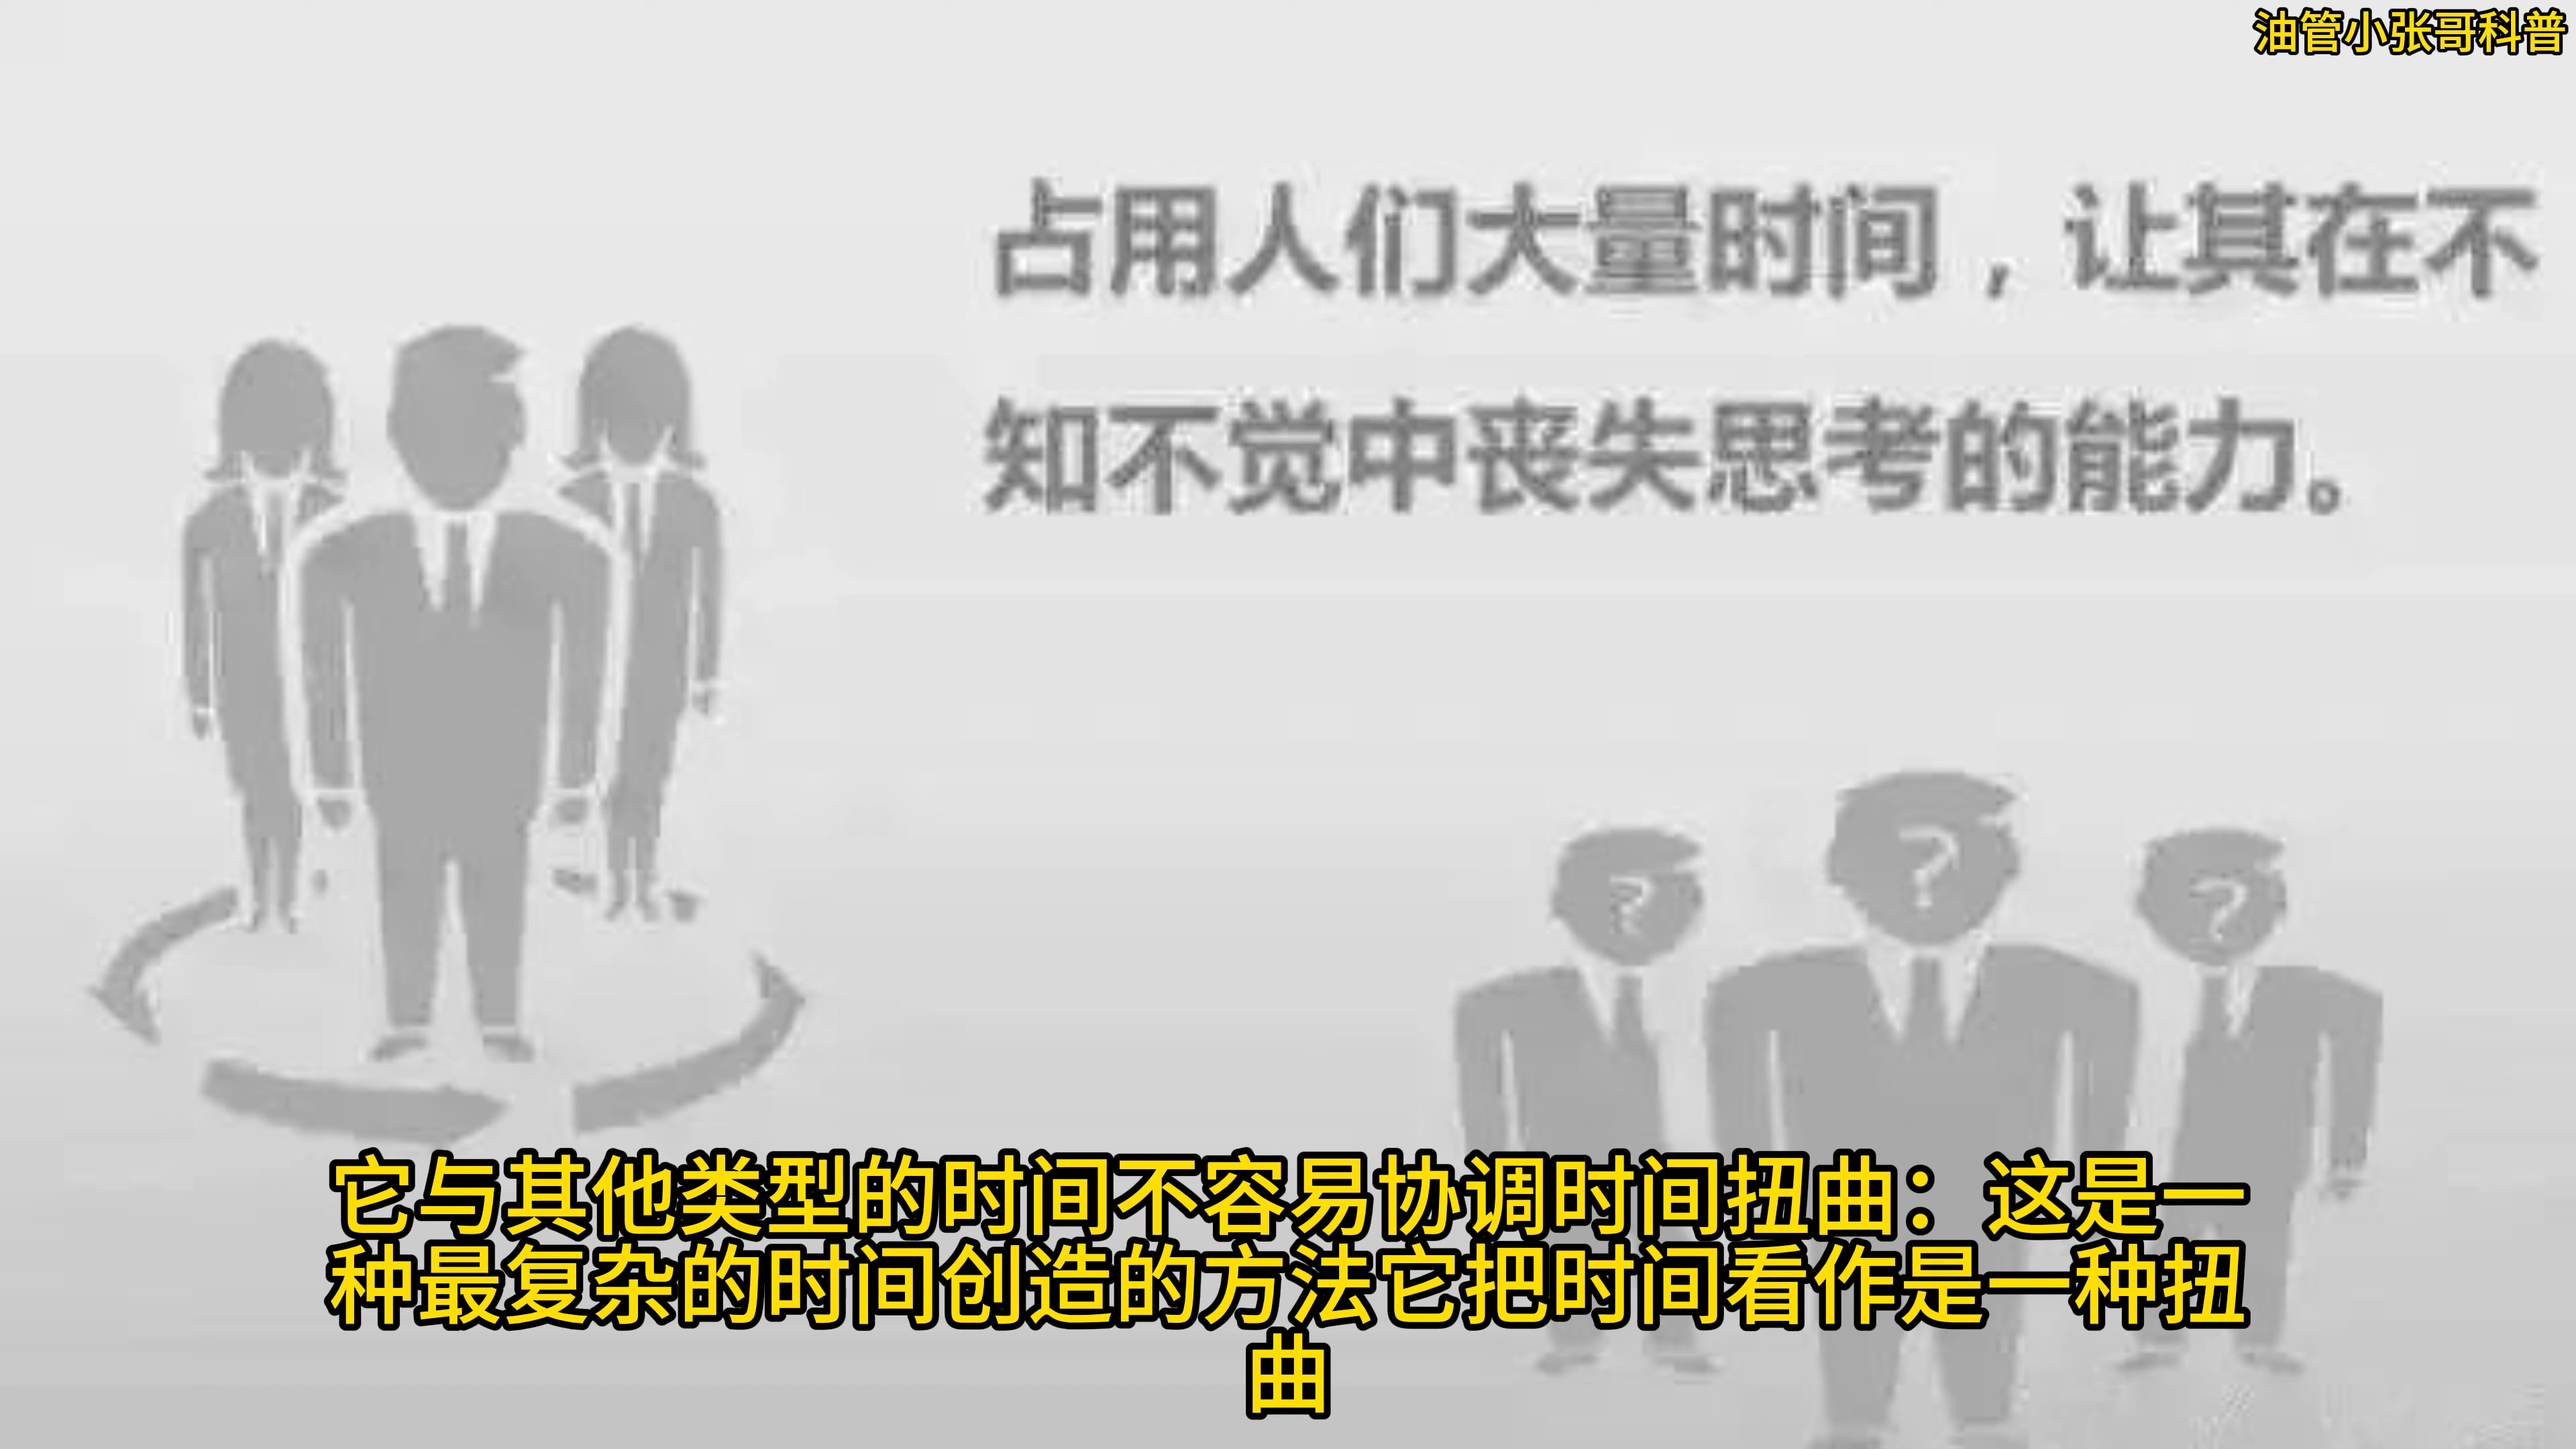 油管小张哥科普
占用人们大量时间，让其在不
知不觉中丧失思考的能力。
?
?
?
它与其他类型的时间不容易协调时间扭曲：这是一
种最复杂的时间创造的方法它把时间看作是一种扭
曲